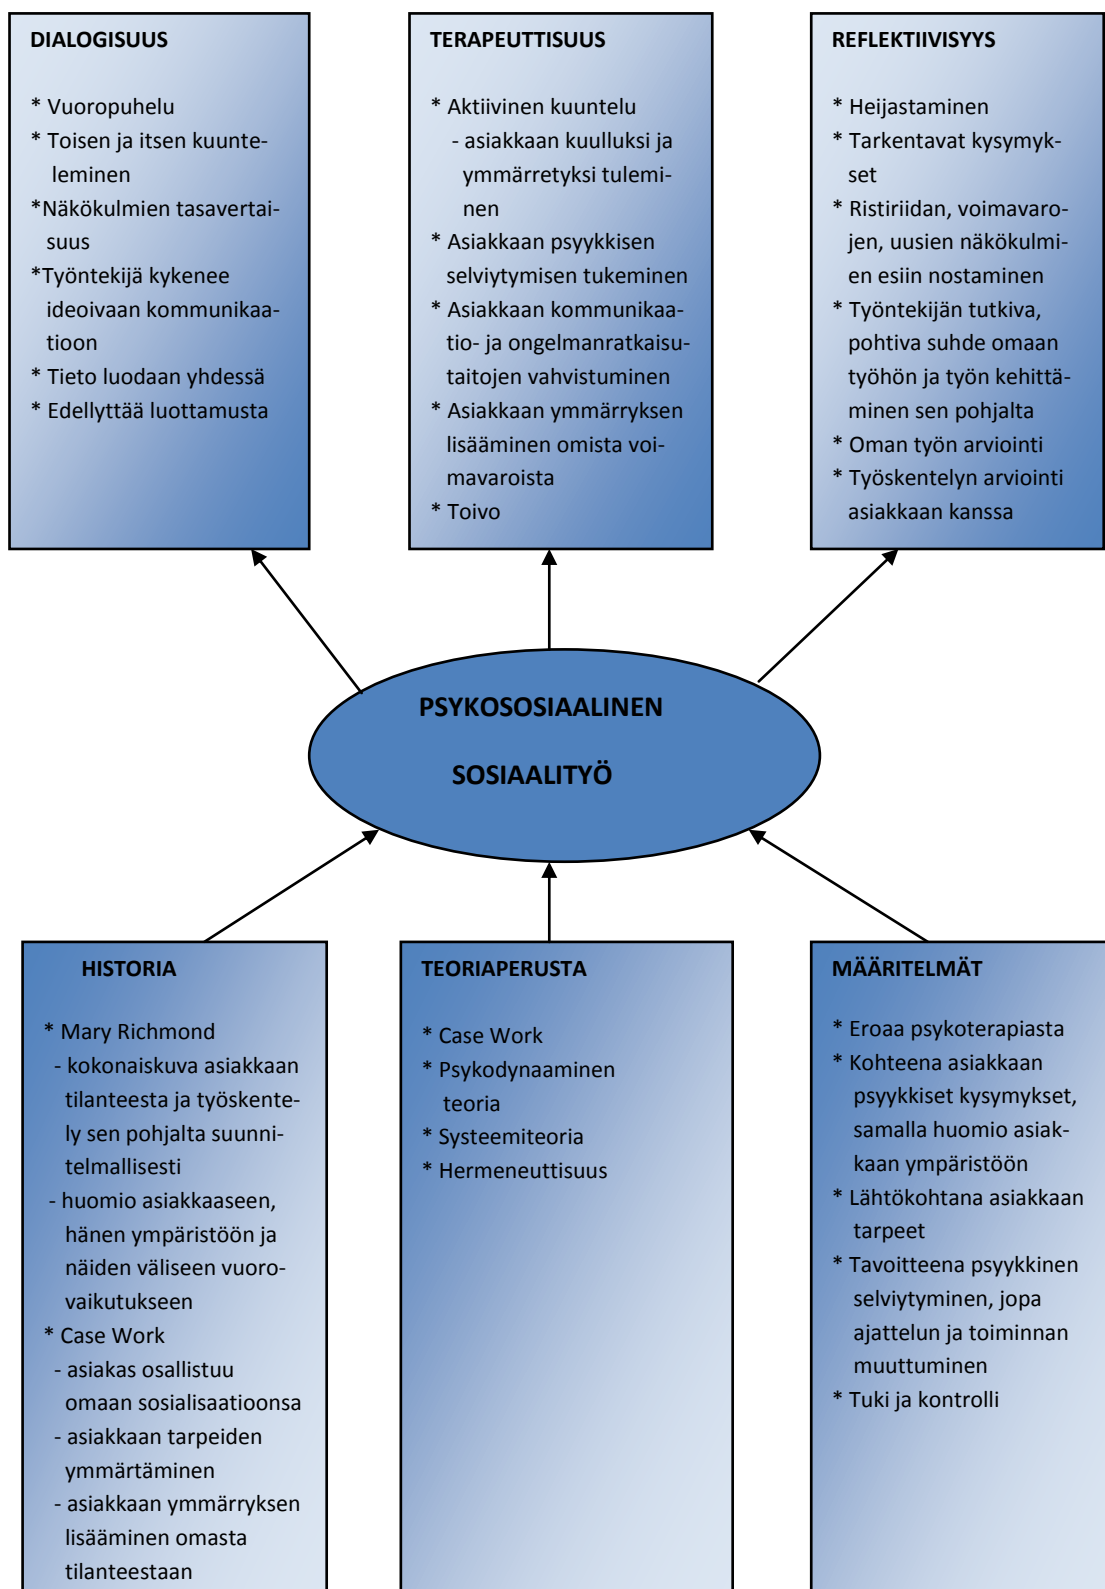 DIALOGISUUS
* Vuoropuhelu
* Toisen ja itsen kuunte-
leminen
*Näkökulmien tasavertai-
suus
*Työntekijä kykenee
ideoivaan kommunikaa-
tioon
* Tieto luodaan yhdessä
* Edellyttää luottamusta
TERAPEUTTISUUS
* Aktiivinen kuuntelu
- asiakkaan kuulluksi ja
ymmärretyksi tulemi-
nen
* Asiakkaan psyykkisen
selviytymisen tukeminen
* Asiakkaan kommunikaa-
tio- ja ongelmanratkaisu-
taitojen vahvistuminen
* Asiakkaan ymmärryksen
lisääminen omista voi-
mavaroista
* Toivo
REFLEKTIIVISYYS
* Heijastaminen
* Tarkentavat kysymyk-
set
* Ristiriidan, voimavaro-
jen, uusien näkökulmi-
en esiin nostaminen
* Työntekijän tutkiva,
pohtiva suhde omaan
työhön ja työn kehittä-
minen sen pohjalta
* Oman työn arviointi
* Työskentelyn arviointi
asiakkaan kanssa
PSYKOSOSIAALINEN
SOSIAALITYÖ
HISTORIA
* Mary Richmond
- kokonaiskuva asiakkaan
tilanteesta ja työskente-
ly sen pohjalta suunni-
telmallisesti
- huomio asiakkaaseen,
hänen ympäristöön ja
näiden väliseen vuoro-
vaikutukseen
* Case Work
- asiakas osallistuu
omaan sosialisaatioonsa
- asiakkaan tarpeiden
ymmärtäminen
- asiakkaan ymmärryksen
lisääminen omasta
tilanteestaan
TEORIAPERUSTA
* Case Work
* Psykodynaaminen
teoria
* Systeemiteoria
* Hermeneuttisuus
MÄÄRITELMÄT
* Eroaa psykoterapiasta
* Kohteena asiakkaan
psyykkiset kysymykset,
samalla huomio asiak-
kaan ympäristöön
* Lähtökohtana asiakkaan
tarpeet
* Tavoitteena psyykkinen
selviytyminen, jopa
ajattelun ja toiminnan
muuttuminen
* Tuki ja kontrolli